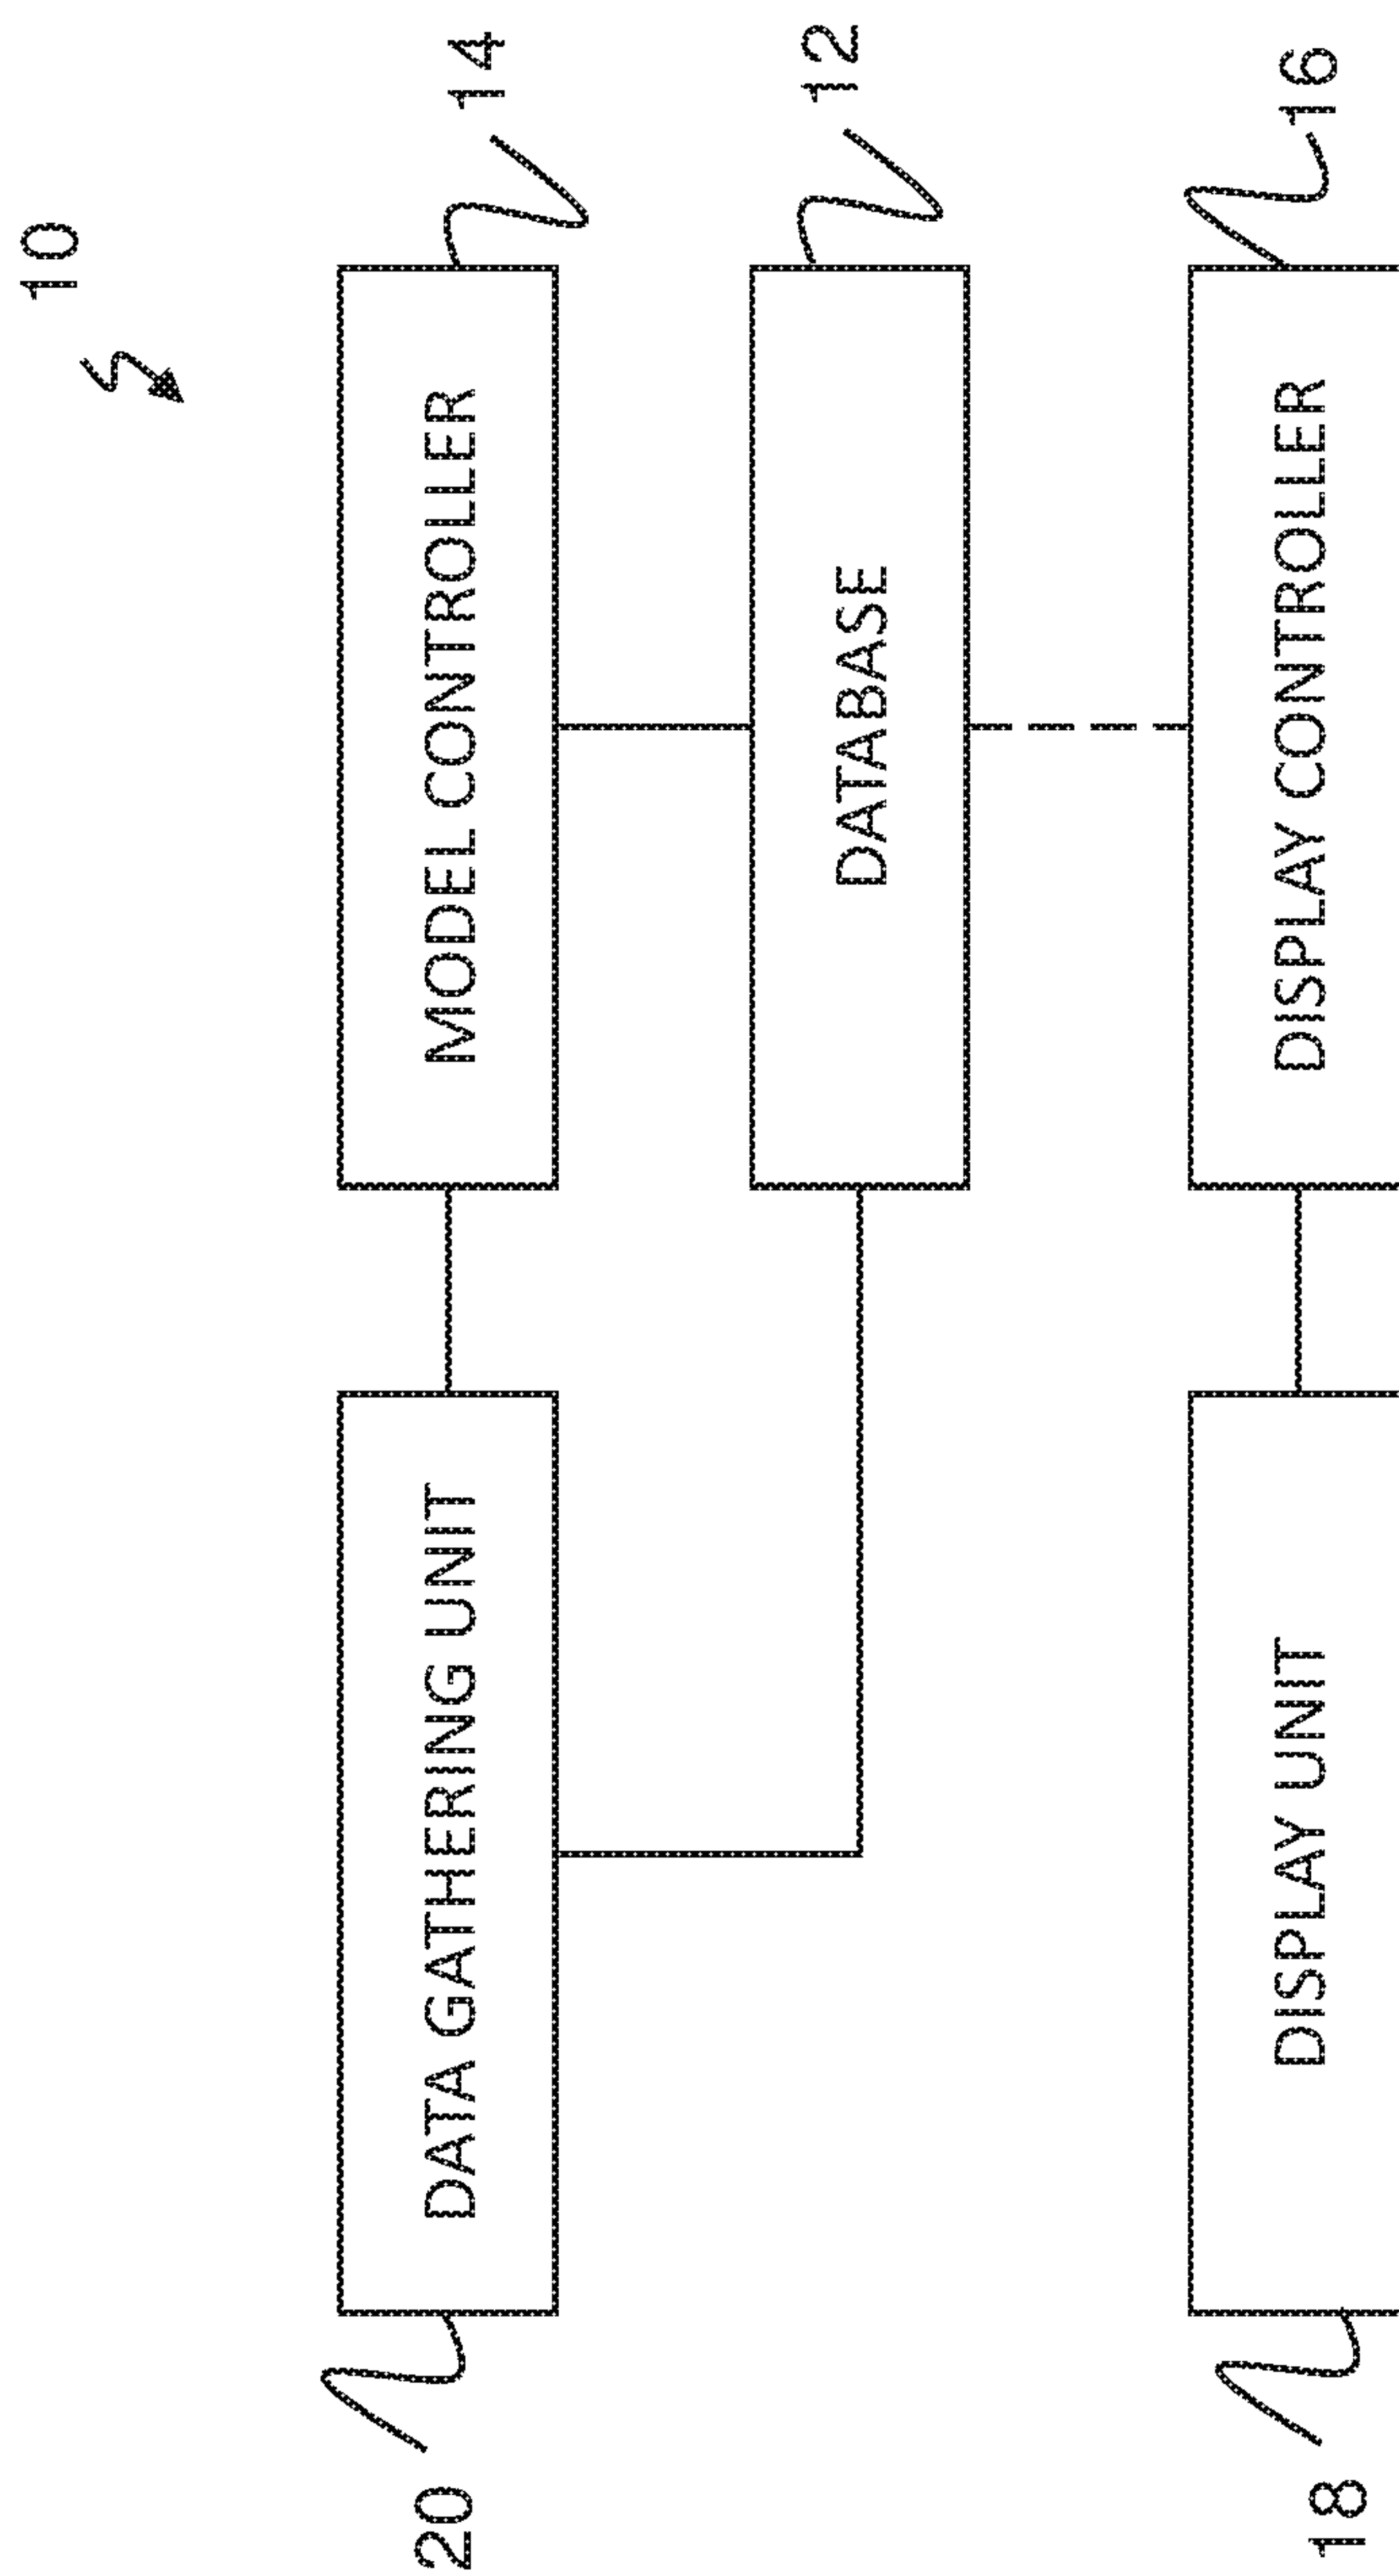 10
20
DATA GATHERING UNIT
MODEL CONTROLLER
14
DATABASE
12
18
DISPLAY UNIT
DISPLAY CONTROLLER
16